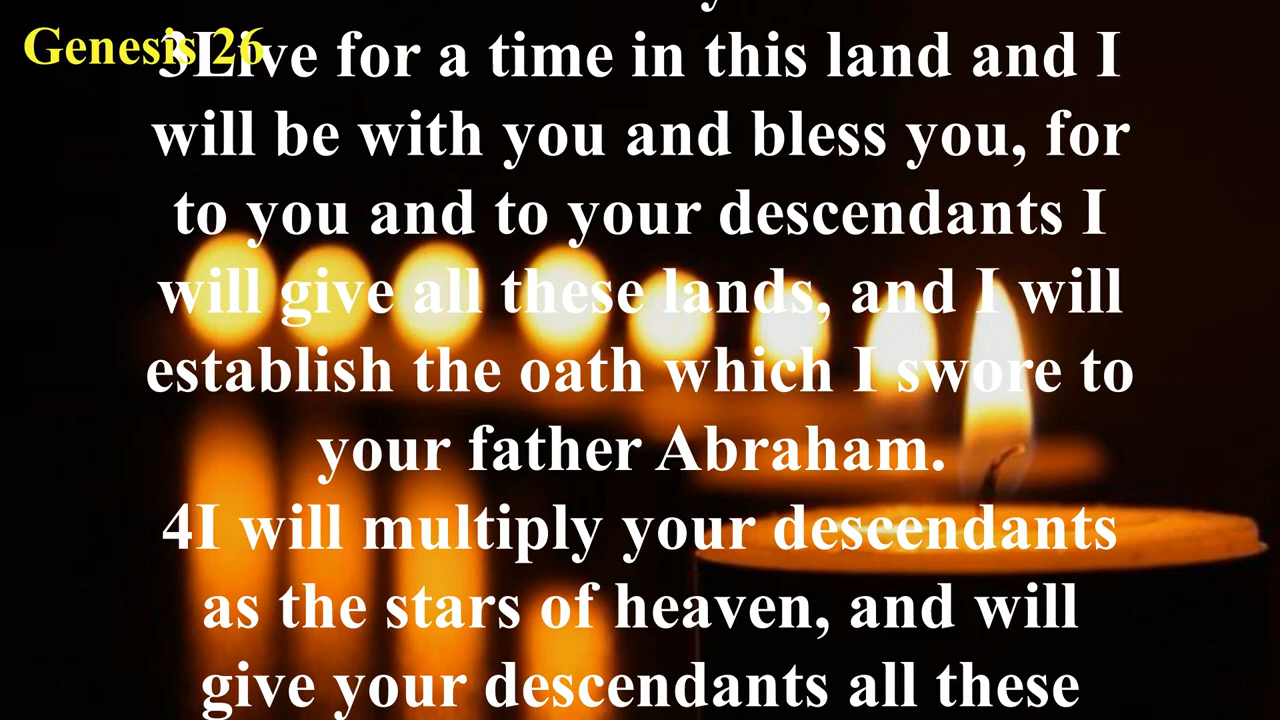 Genesis 26
3Live for a time in this land and I
will be with you and bless you, for
to you and to your descendants I
will give all these lands, and I will
establish the oath which I swore to
your father Abraham.
4I will multiply your descendants
as the stars of heaven, and will
give your descendants all these